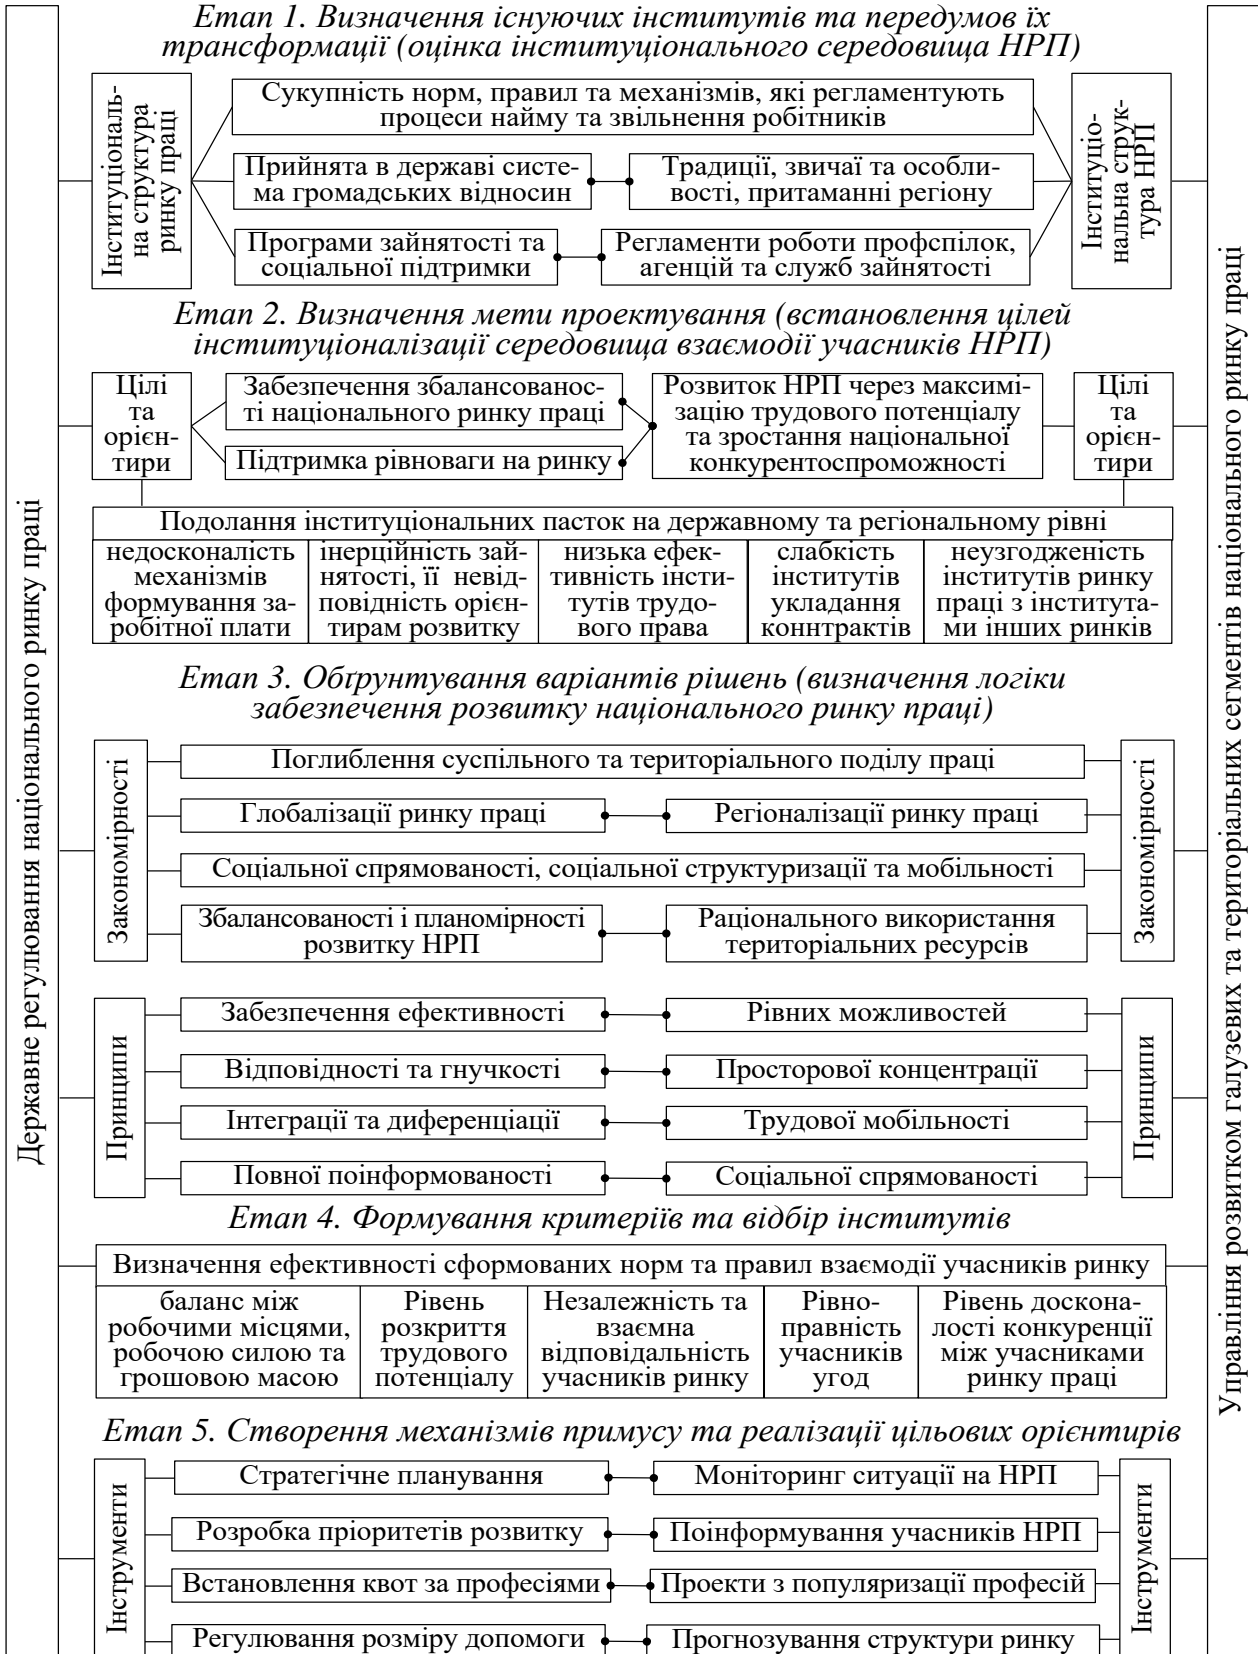 Державне регулювання національного ринку праці
Управління розвитком галузевих та територіальних сегментів національного ринку праці
Етап 1. Визначення існуючих інститутів та передумов їх
трансформації (оцінка інституціонального середовища НРП)
Інституціональ-
на структура
ринку праці
Сукупність норм, правил та механізмів, які регламентують
процеси найму та звільнення робітників
Прийнята в державі систе-
ма громадських відносин
Традиції, звичаї та особли-
вості, притаманні регіону
Програми зайнятості та
соціальної підтримки
Регламенти роботи профспілок,
агенцій та служб зайнятості
Інституціо-
нальна струк-
тура НРП
Етап 2. Визначення мети проектування (встановлення цілей
інституціоналізації середовища взаємодії учасників НРП)
Цілі
та
орієн-
тири
Забезпечення збалансованос-
ті національного ринку праці
Підтримка рівноваги на ринку
Розвиток НРП через максимі-
зацію трудового потенціалу
та зростання національної
конкурентоспроможності
Цілі
та
орієн-
тири
Подолання інституціональних пасток на державному та регіональному рівні
недосконалість
механізмів
формування за-
робітної плати
інерційність зай-
нятості, її невід-
повідність орієн-
тирам розвитку
низька ефек-
тивність інсти-
тутів трудо-
вого права
слабкість
інститутів
укладання
коннтрактів
неузгодженість
інститутів ринку
праці з інститута-
ми інших ринків
Етап 3. Обґрунтування варіантів рішень (визначення логіки
забезпечення розвитку національного ринку праці)
Закономірності
Поглиблення суспільного та територіального поділу праці
Глобалізації ринку праці
Регіоналізації ринку праці
Соціальної спрямованості, соціальної структуризації та мобільності
Збалансованості і планомірності
розвитку НРП
Раціонального використання
територіальних ресурсів
Закономірності
Принципи
Забезпечення ефективності
Рівних можливостей
Відповідності та гнучкості
Просторової концентрації
Інтеграції та диференціації
Трудової мобільності
Повної поінформованості
Соціальної спрямованості
Принципи
Етап 4. Формування критеріїв та відбір інститутів
Визначення ефективності сформованих норм та правил взаємодії учасників ринку
баланс між
робочими місцями,
робочою силою та
грошовою масою
Рівень
розкриття
трудового
потенціалу
Незалежність та
взаємна
відповідальність
учасників ринку
Рівно-
правність
учасників
угод
Рівень доскона-
лості конкуренції
між учасниками
ринку праці
Етап 5. Створення механізмів примусу та реалізації цільових орієнтирів
Інструменти
Стратегічне планування
Моніторинг ситуації на НРП
Розробка пріоритетів розвитку
Поінформування учасників НРП
Встановлення квот за професіями
Проекти з популяризації професій
Регулювання розміру допомоги
Прогнозування структури ринку
Інструменти